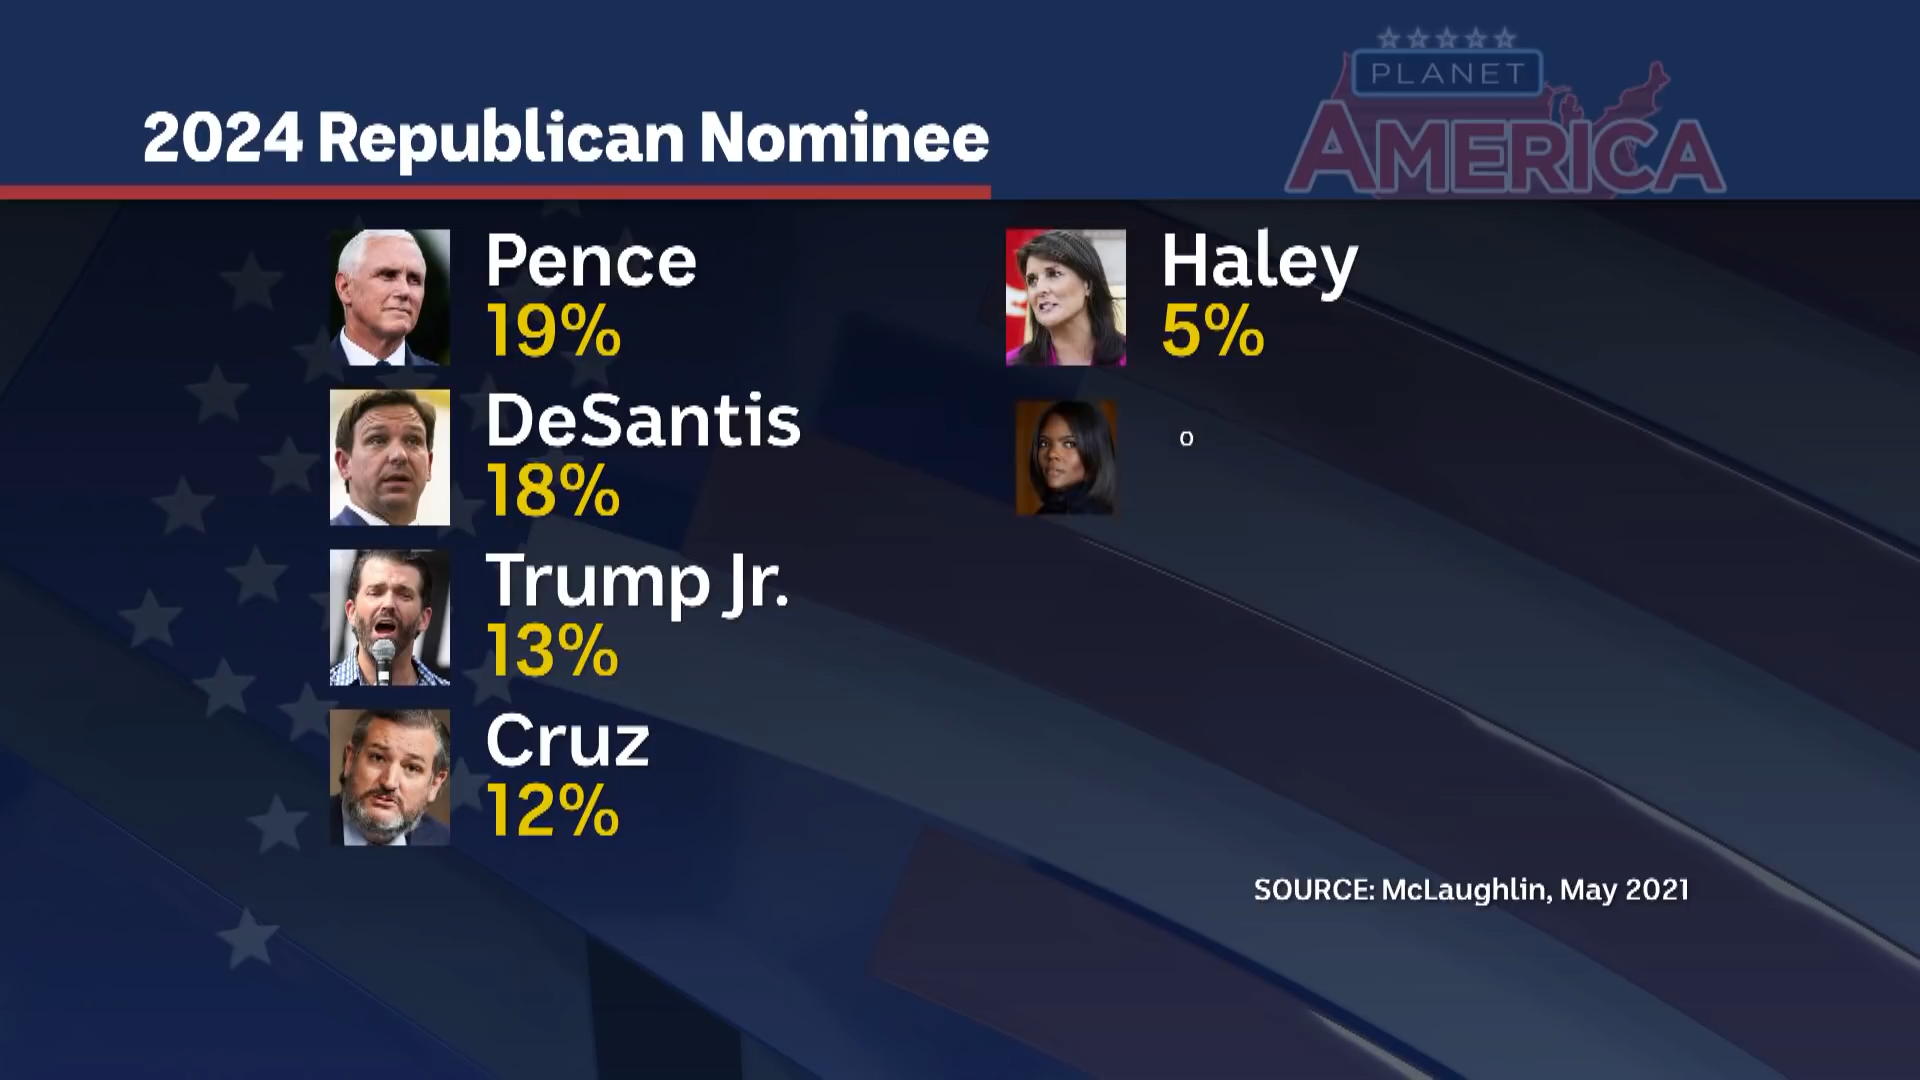 PLANET
AMERICA
2024 Republican Nominee
Pence
19%
DeSantis
18%
Trump Jr.
13%
Cruz
12%
Haley
5%
o
SOURCE: McLaughlin, May 2021